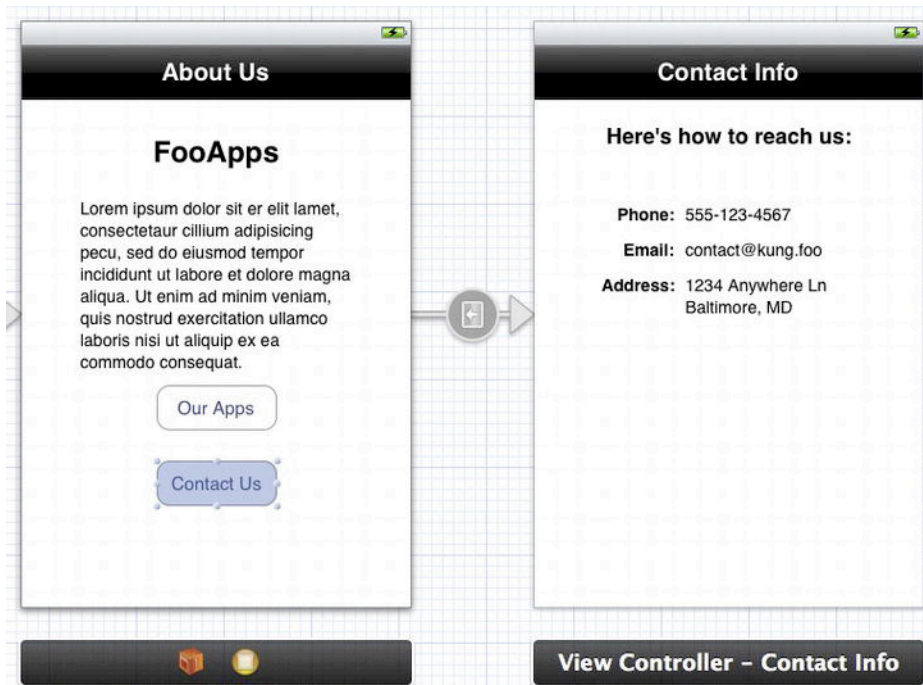 About Us
FooApps
Lorem ipsum dolor sit er elit lamet,
consectetaur cillium adipisicing
pecu, sed do eiusmod tempor
incididunt ut labore et dolore magna
aliqua. Ut enim ad minim veniam,
quis nostrud exercitation ullamco
laboris nisi ut aliquip ex ea
commodo consequat.
Our Apps
Contact Us
Contact Info
Here's how to reach us:
Phone: 555-123-4567
Email: contact@kung.foo
Address: 1234 Anywhere Ln
Baltimore, MD
View Controller – Contact Info